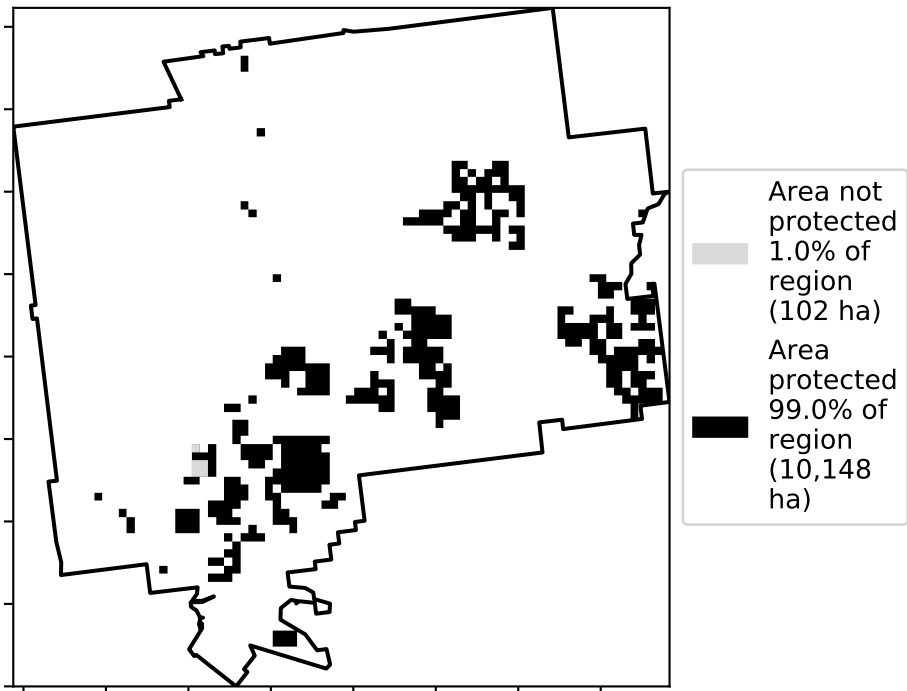 Area not
protected
1.0% of
region
(102 ha)
Area
protected
99.0% of
region
(10,148
ha)